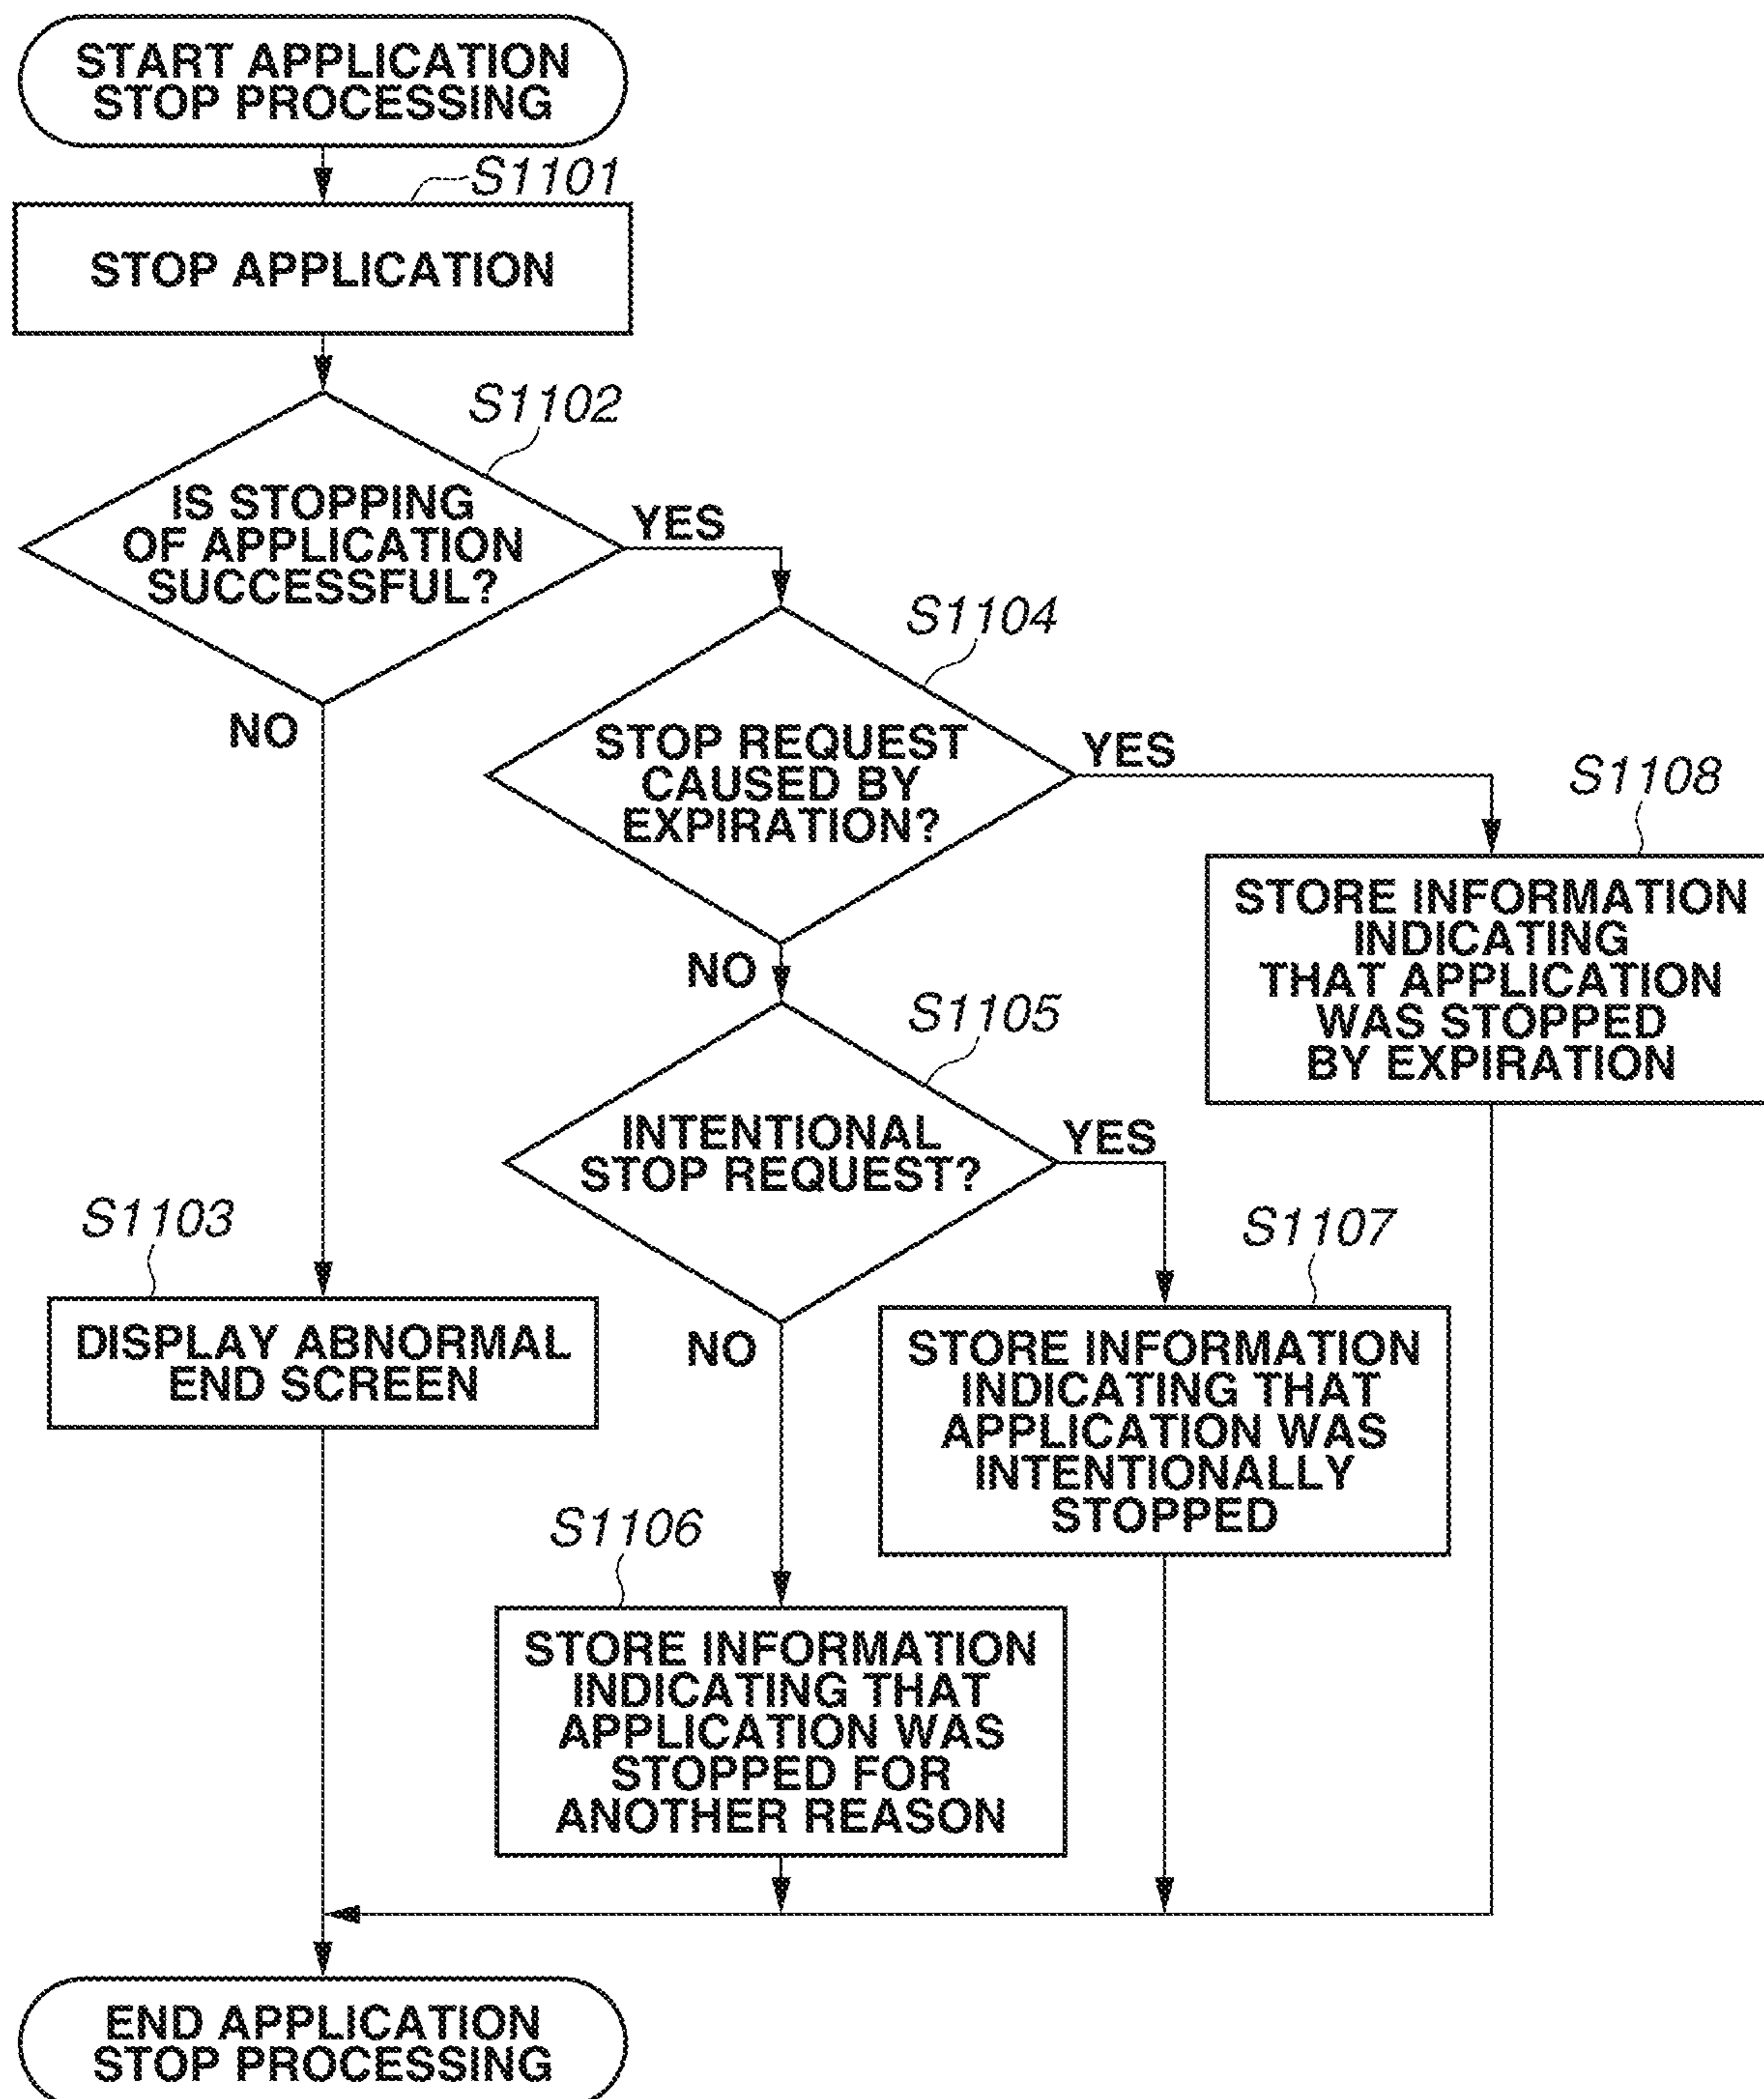 START APPLICATION
STOP PROCESSING
S1101
STOP APPLICATION
S1102
IS STOPPING
OF APPLICATION
SUCCESSFUL?
YES
NO
S1104
STOP REQUEST
CAUSED BY
EXPIRATION?
YES
NO
S1108
STORE INFORMATION
INDICATING
THAT APPLICATION
WAS STOPPED
BY EXPIRATION
S1105
INTENTIONAL
STOP REQUEST?
YES
NO
S1103
DISPLAY ABNORMAL
END SCREEN
S1107
STORE INFORMATION
INDICATING THAT
APPLICATION WAS
INTENTIONALLY
STOPPED
S1106
STORE INFORMATION
INDICATING THAT
APPLICATION WAS
STOPPED FOR
ANOTHER REASON
END APPLICATION
STOP PROCESSING